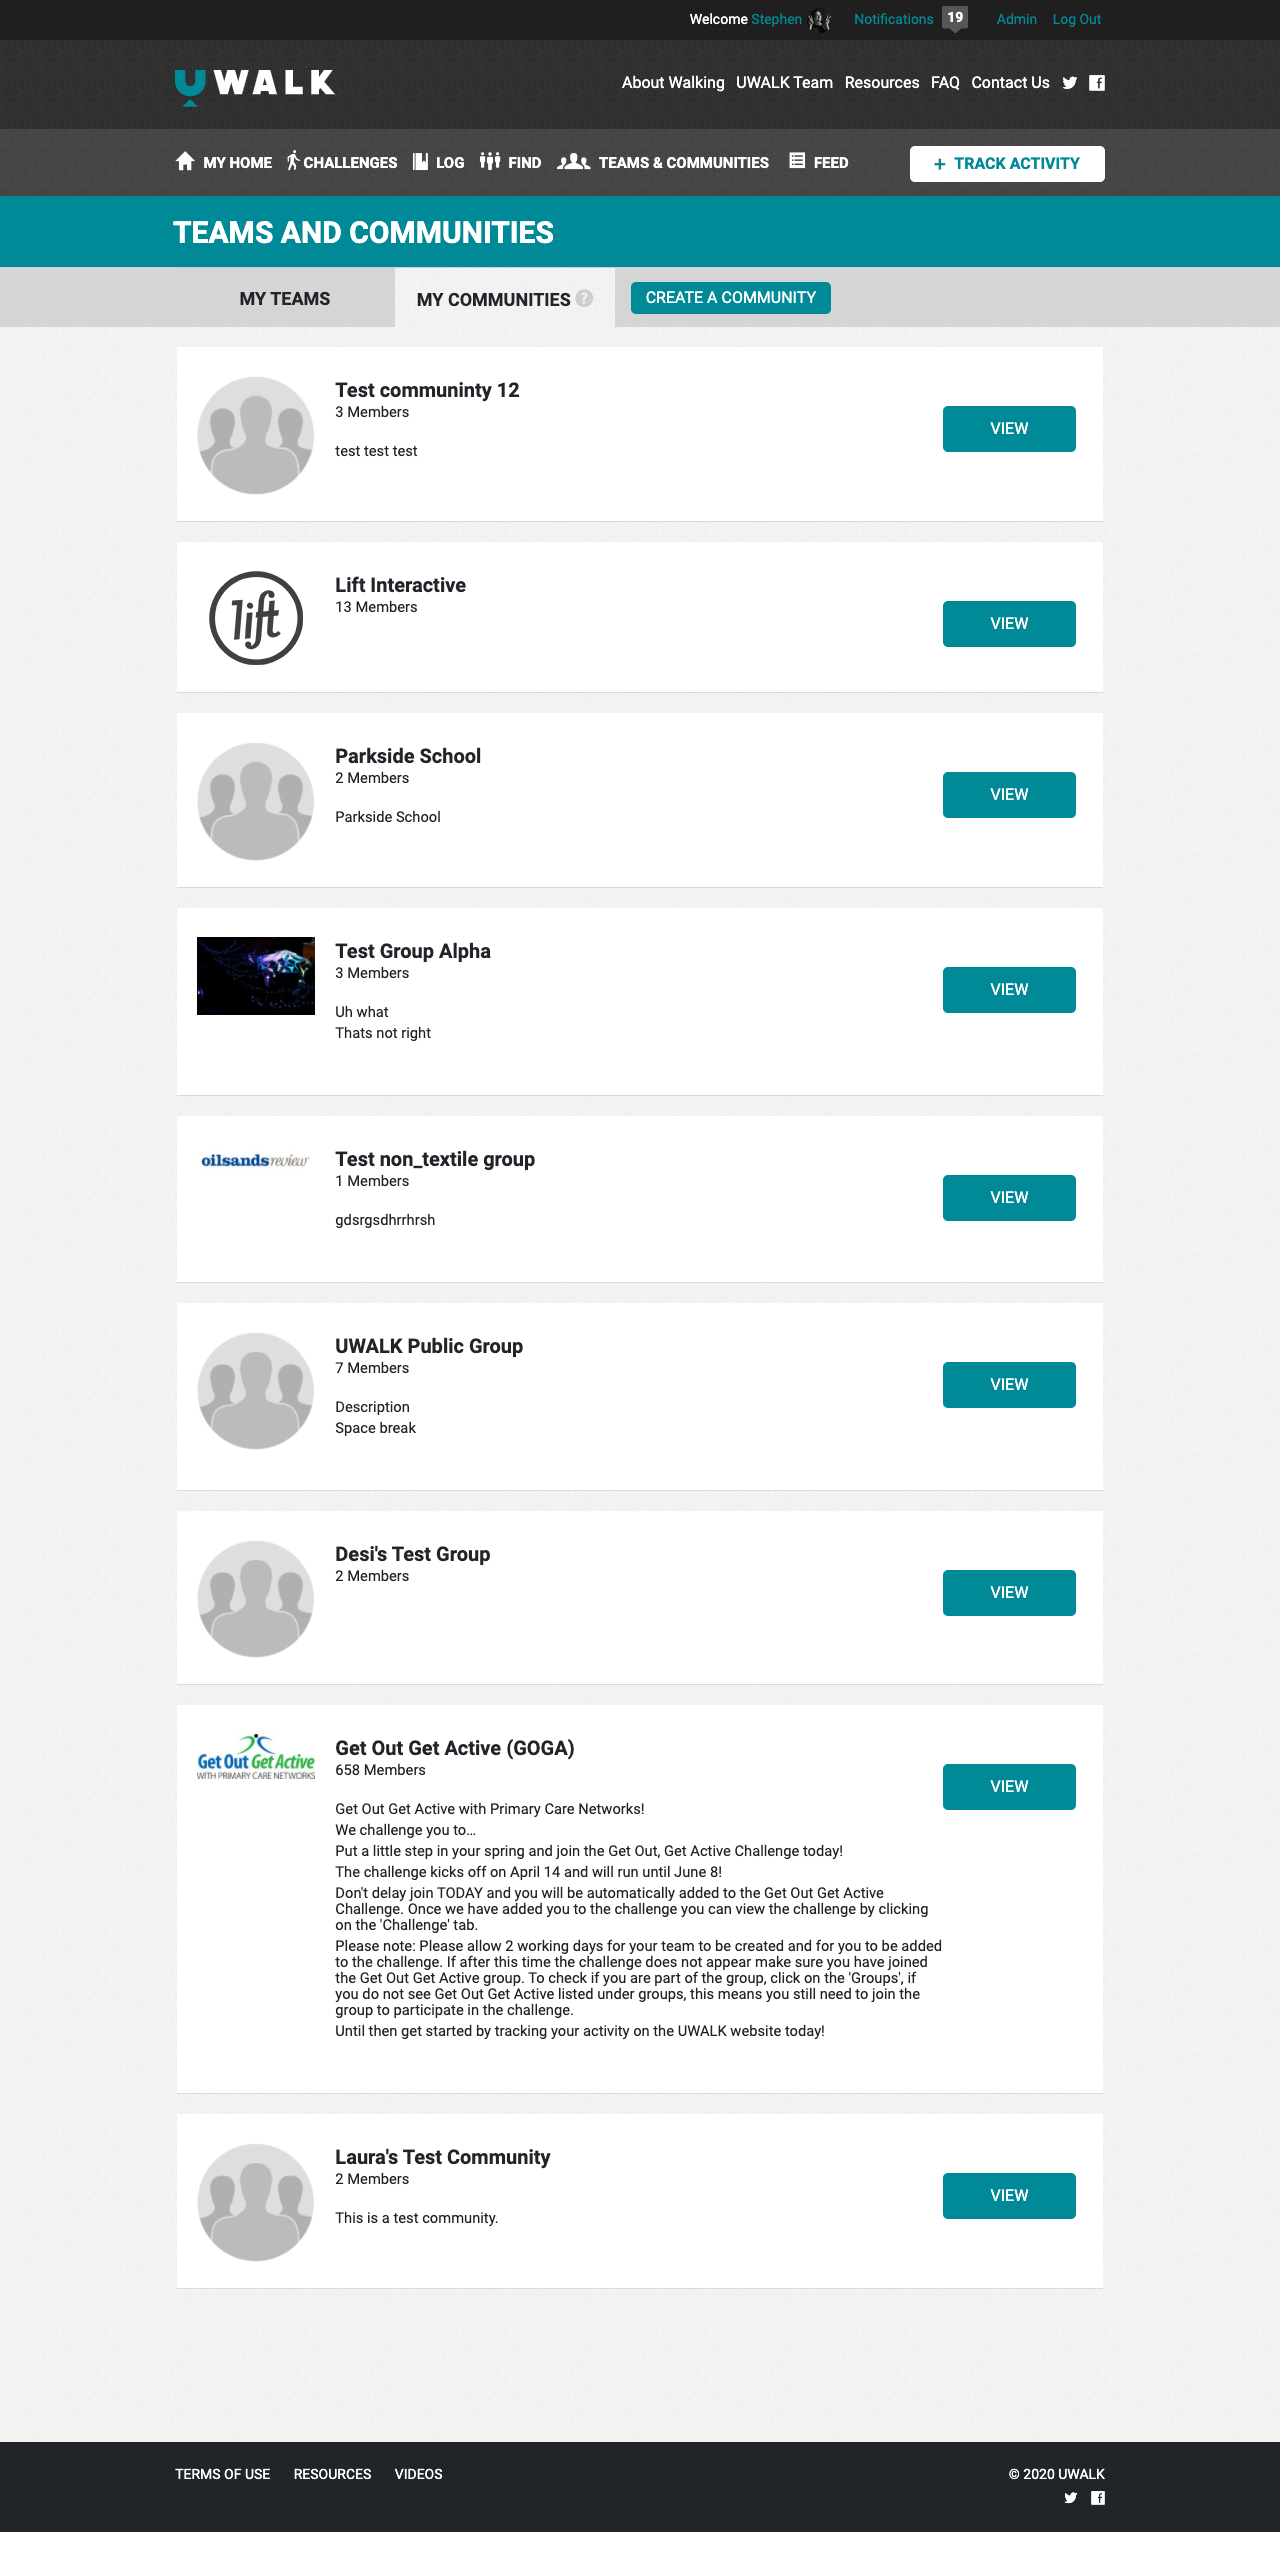 Welcome Stephen Notifications 19 Admin Log Out
UWALK
About Walking UWALK Team Resources FAQ Contact Us
MY HOME CHALLENGES LOG FIND TEAMS & COMMUNITIES FEED + TRACK ACTIVITY
TEAMS AND COMMUNITIES
MY TEAMS MY COMMUNITIES ? CREATE A COMMUNITY
Test communinty 12
3 Members
VIEW
test test test
lift
Lift Interactive
13 Members
VIEW
Parkside School
2 Members
VIEW
Parkside School
Test Group Alpha
3 Members
VIEW
Uh what
Thats not right
oilsandsreview
Test non_textile group
1 Members
VIEW
gdsrgsdhrrhrsh
UWALK Public Group
7 Members
VIEW
Description
Space break
Desi's Test Group
2 Members
VIEW
Get Out Get Active
WITH PRIMARY CARE NETWORKS
Get Out Get Active (GOGA)
658 Members
VIEW
Get Out Get Active with Primary Care Networks!
We challenge you to...
Put a little step in your spring and join the Get Out, Get Active Challenge today!
The challenge kicks off on April 14 and will run until June 8!
Don't delay join TODAY and you will be automatically added to the Get Out Get Active
Challenge. Once we have added you to the challenge you can view the challenge by clicking
on the 'Challenge' tab.
Please note: Please allow 2 working days for your team to be created and for you to be added
to the challenge. If after this time the challenge does not appear make sure you have joined
the Get Out Get Active group. To check if you are part of the group, click on the 'Groups', if
you do not see Get Out Get Active listed under groups, this means you still need to join the
group to participate in the challenge.
Until then get started by tracking your activity on the UWALK website today!
Laura's Test Community
2 Members
VIEW
This is a test community.
TERMS OF USE RESOURCES VIDEOS © 2020 UWALK